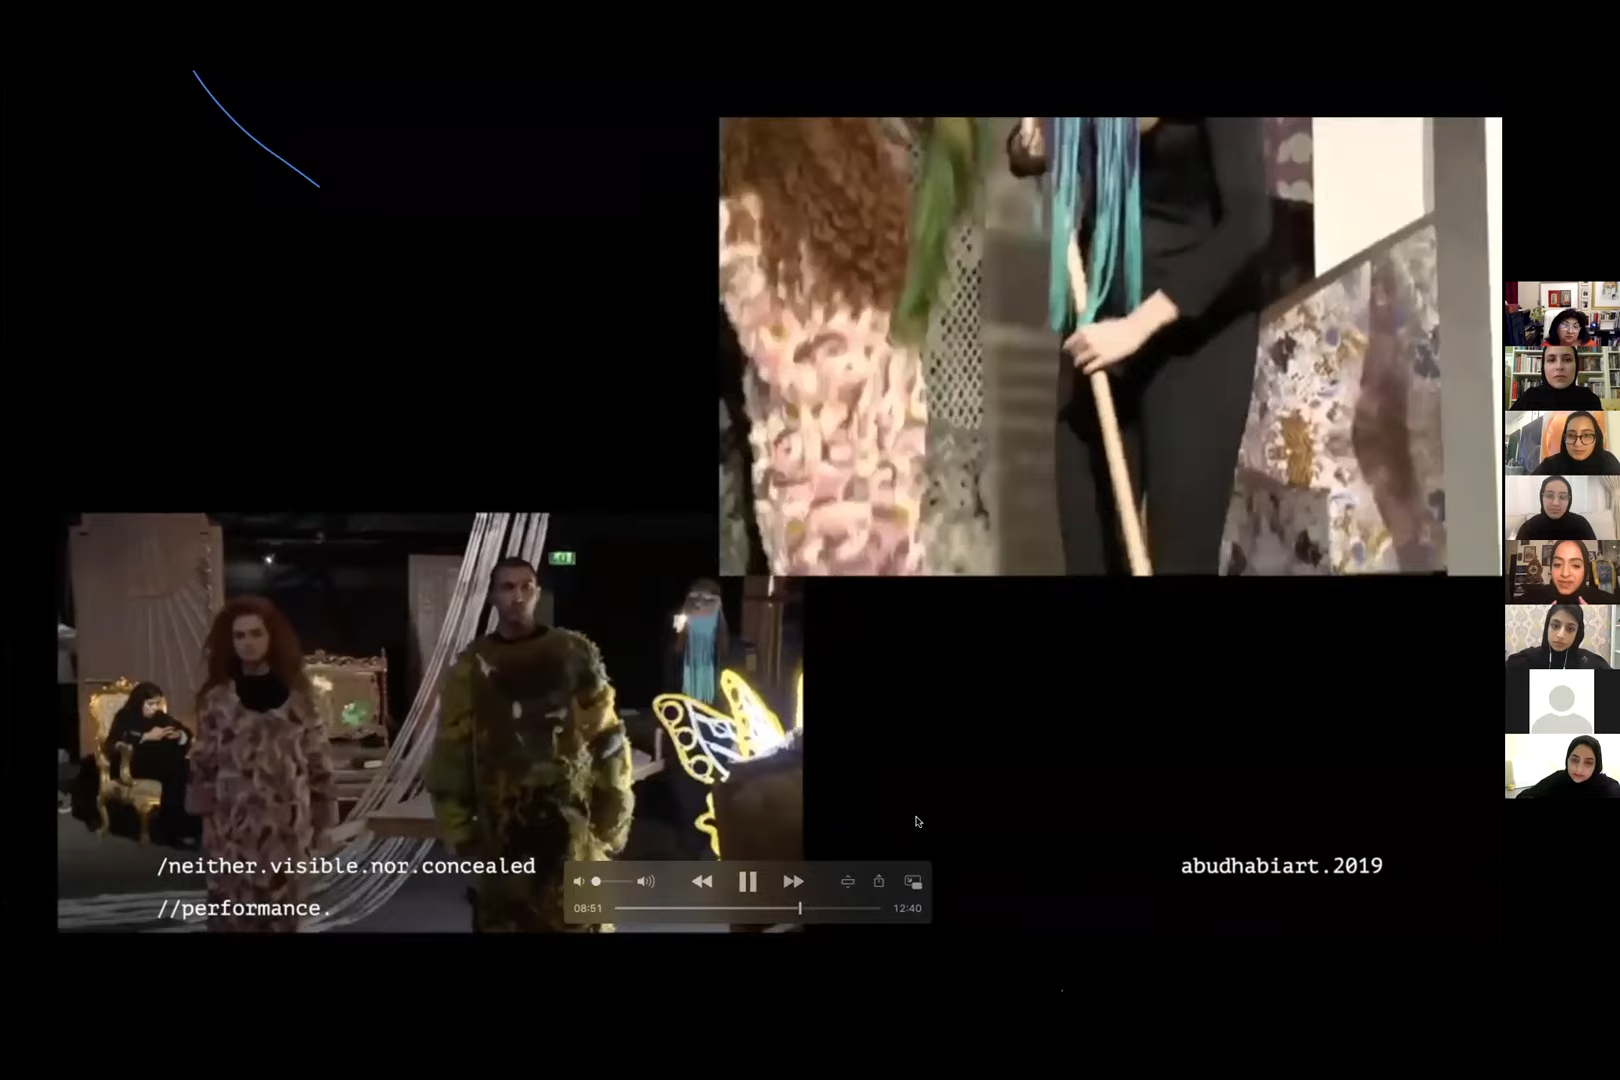 /neither.visible.nor.concealed
//performance.
abudhabiart.2019
08:51
12:40